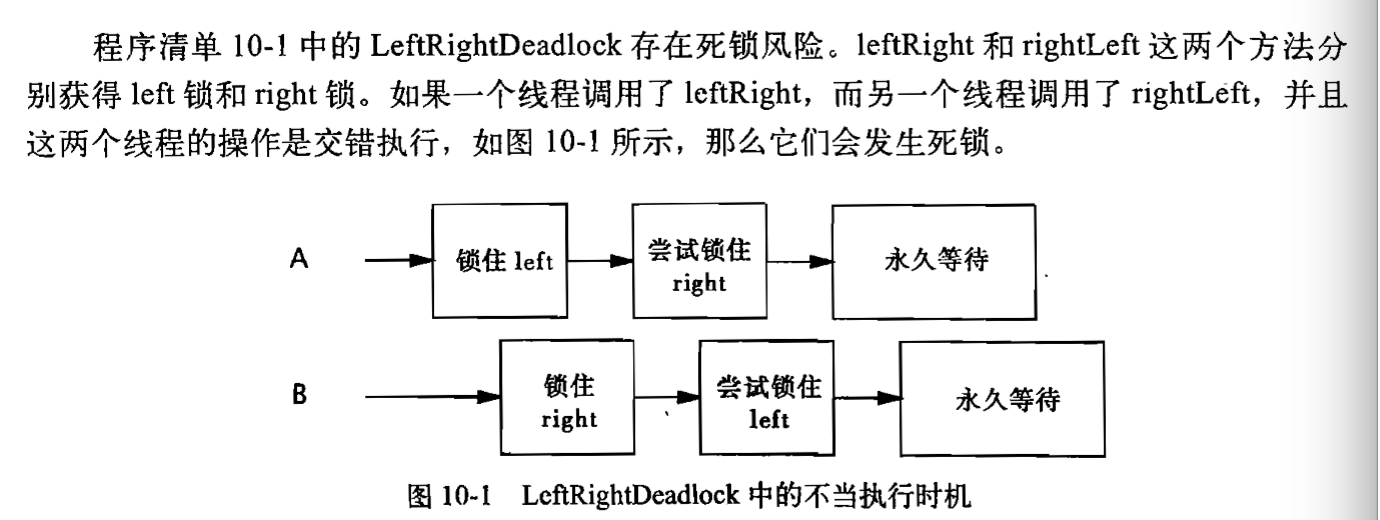 程序清单 10-1 中的 LeftRightDeadlock 存在死锁风险。leftRight 和 rightLeft 这两个方法分
别获得 left 锁和 right 锁。如果一个线程调用了 leftRight，而另一个线程调用了 rightLeft，并且
这两个线程的操作是交错执行，如图 10-1 所示，那么它们会发生死锁。
A
锁住 left
尝试锁住
right
永久等待
B
锁住
right
尝试锁住
left
永久等待
图 10-1 LeftRightDeadlock 中的不当执行时机